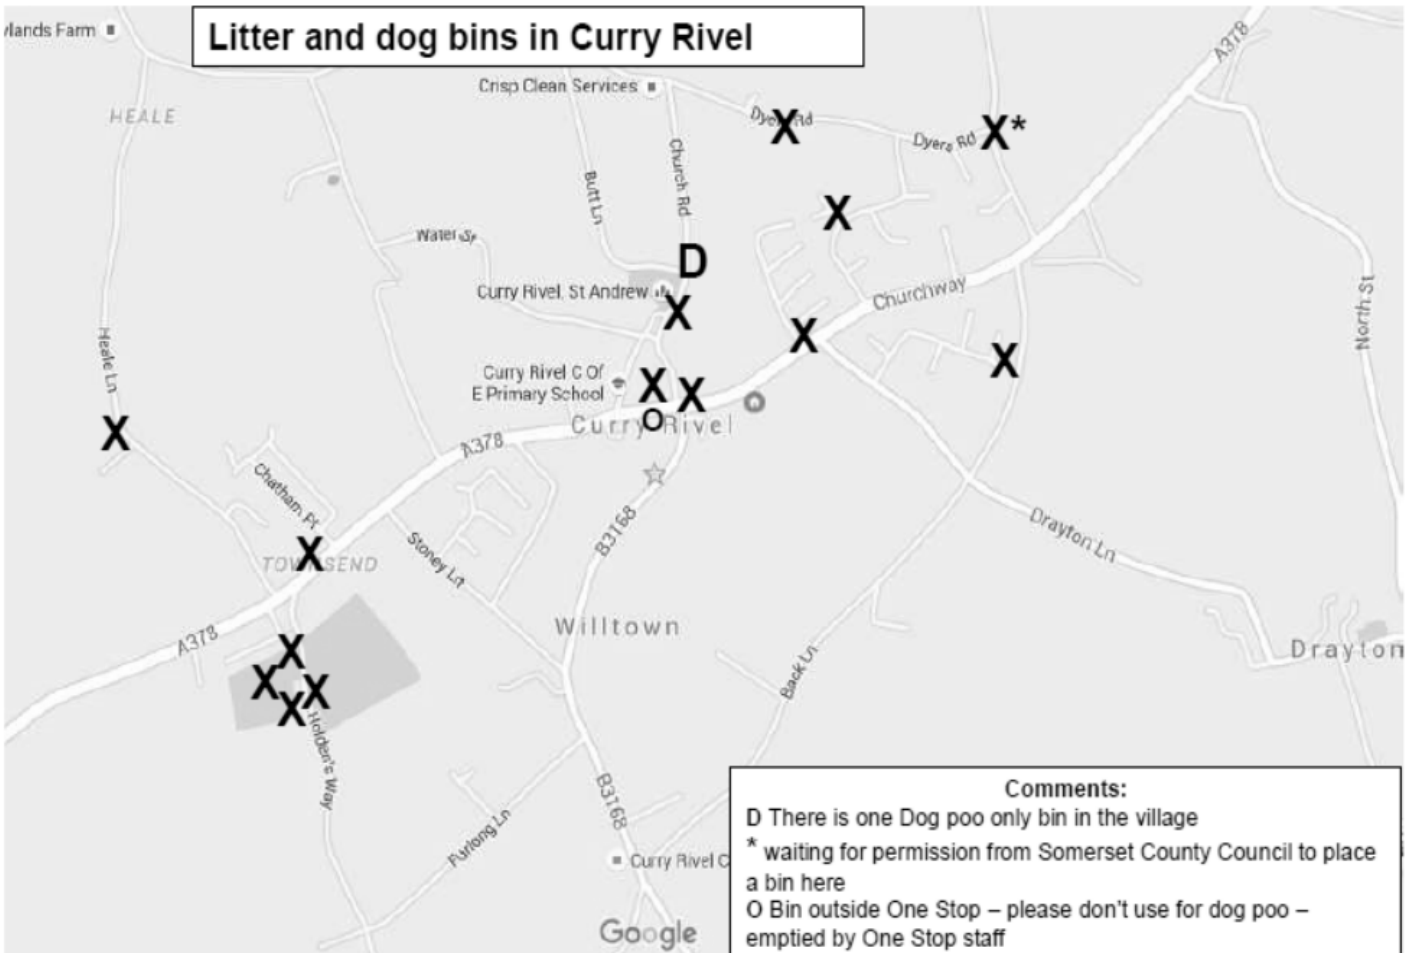 Litter and dog bins in Curry Rivel
ylands Farm
A378
Crisp Clean Services
HEALE
Dyers Rd
X
X*
Dyers Rd
Church Rd
Butt Ln
X
Water St
D
Churchway
Curry Rivel, St Andrew
X
North St
Heale Ln
X
X
Curry Rivel C Of
E Primary School
X
X
O
Curry Rivel
X
A378
Chatham Pl
B3168
Drayton Ln
Stoney Ln
X
TOWNSEND
A378
Willtown
Drayton
X
X
X
X
Back Ln
Holden's Way
B3168
Furlong Ln
Curry Rivel C
Google
Comments:
D There is one Dog poo only bin in the village
* waiting for permission from Somerset County Council to place
a bin here
O Bin outside One Stop – please don't use for dog poo –
emptied by One Stop staff